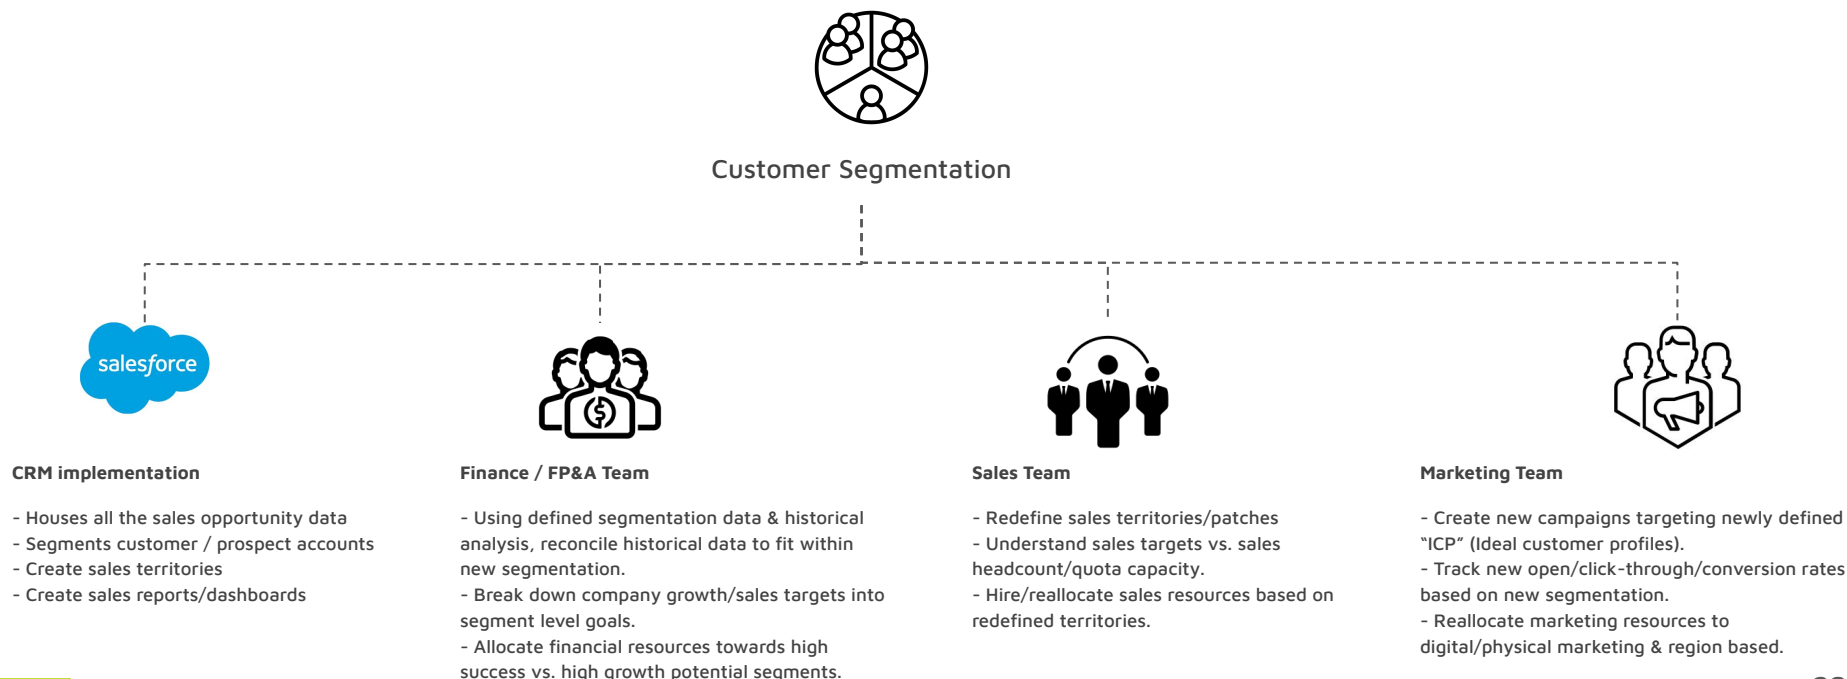 Customer Segmentation
salesforce
CRM implementation
- Houses all the sales opportunity data
- Segments customer / prospect accounts
- Create sales territories
- Create sales reports/dashboards
Finance / FP&A Team
- Using defined segmentation data & historical
analysis, reconcile historical data to fit within
new segmentation.
- Break down company growth/sales targets into
segment level goals.
- Allocate financial resources towards high
success vs. high growth potential segments.
Sales Team
- Redefine sales territories/patches
- Understand sales targets vs. sales
headcount/quota capacity.
- Hire/reallocate sales resources based on
redefined territories.
Marketing Team
- Create new campaigns targeting newly defined
“ICP” (Ideal customer profiles).
- Track new open/click-through/conversion rates
based on new segmentation.
- Reallocate marketing resources to
digital/physical marketing & region based.